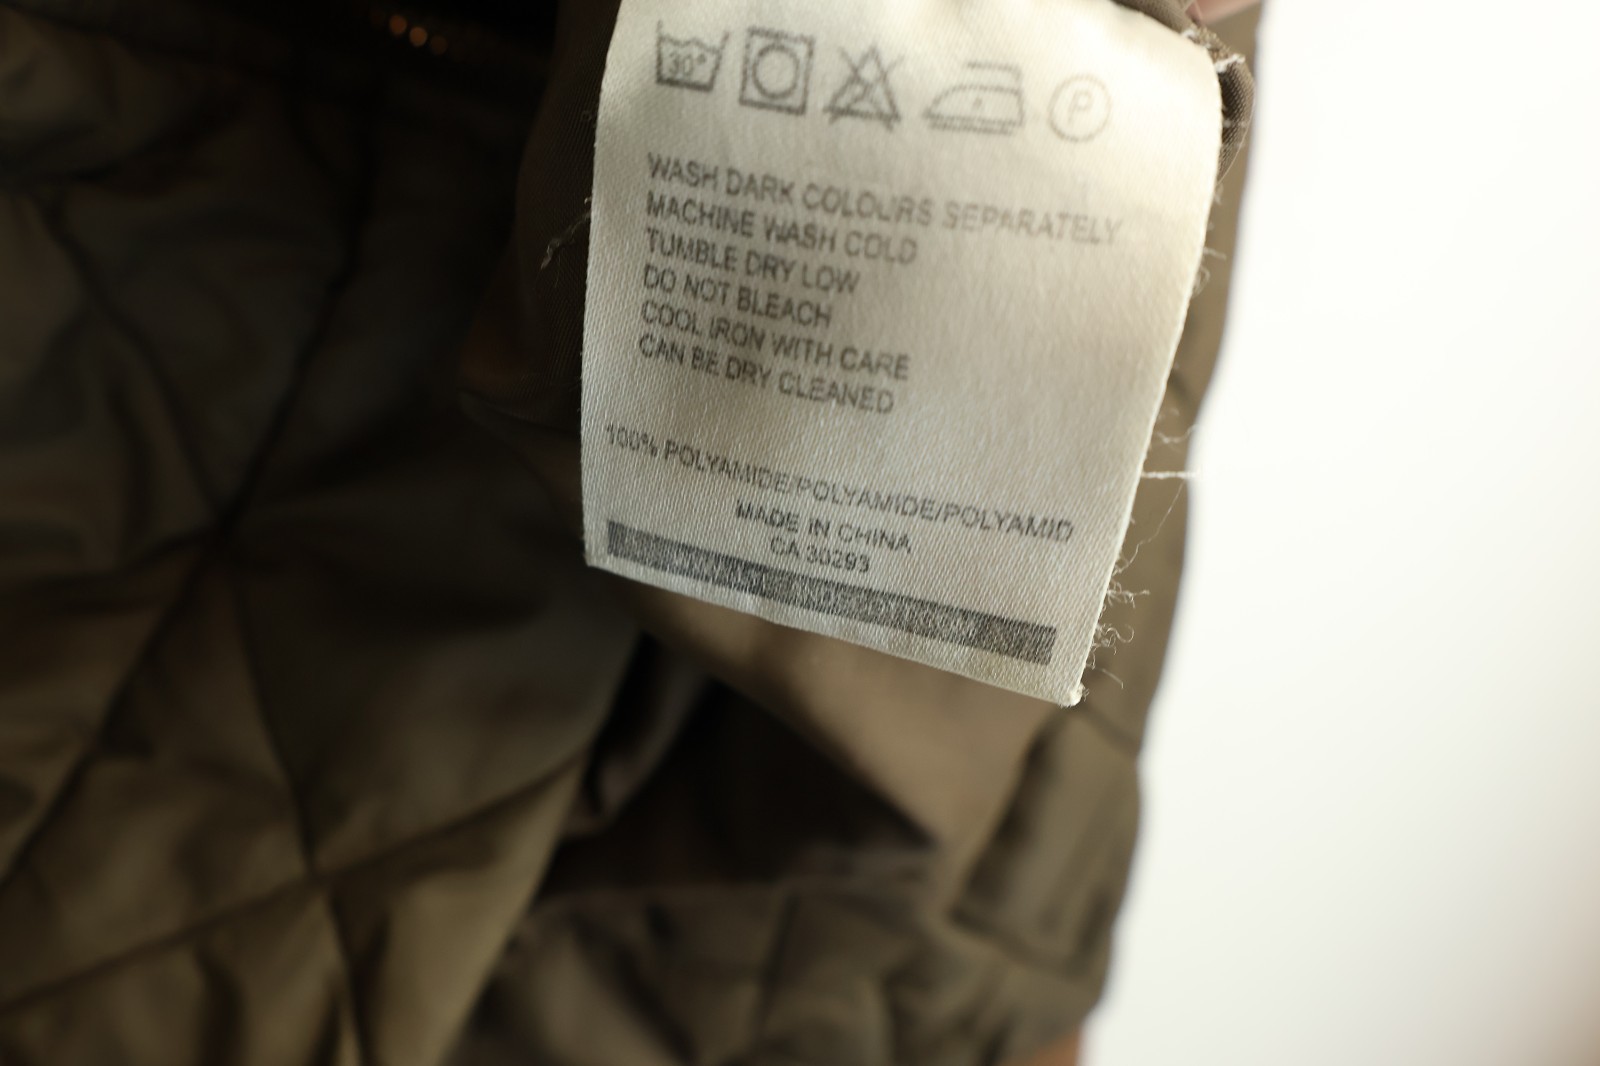 30°
P
WASH DARK COLOURS SEPARATELY
MACHINE WASH COLD
TUMBLE DRY LOW
DO NOT BLEACH
COOL IRON WITH CARE
CAN BE DRY CLEANED
100% POLYAMIDE/POLYAMIDE/POLYAMID
MADE IN CHINA
CA 30293